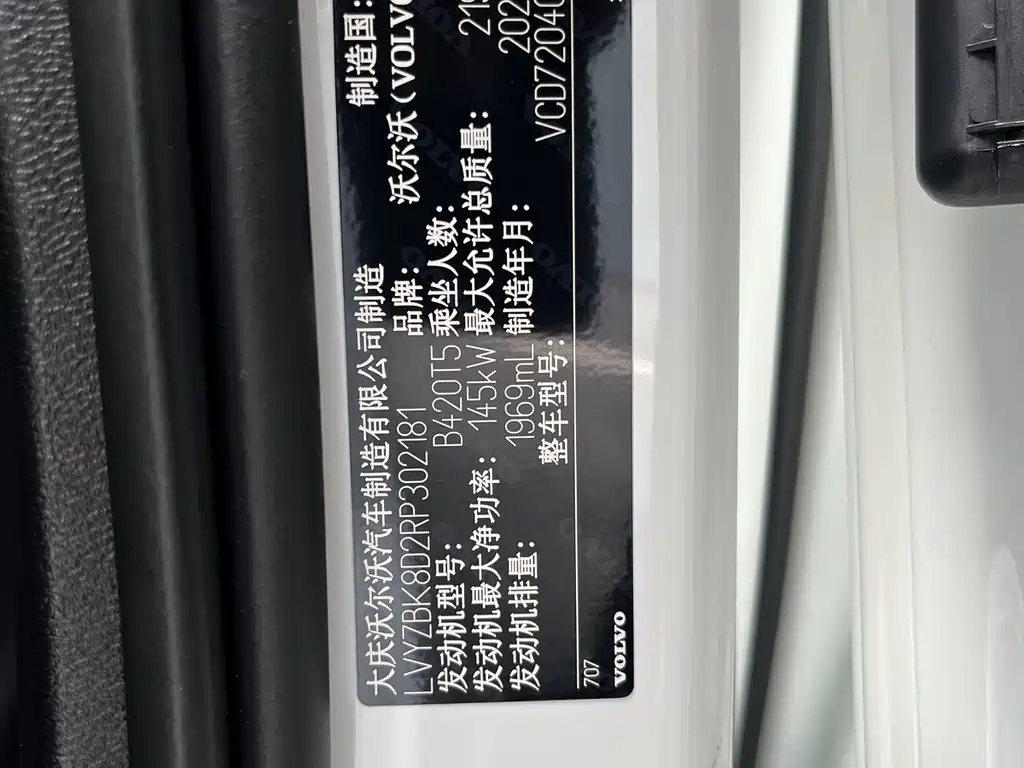 大庆沃尔沃汽车制造有限公司制造 制造国:
LVYZBK8D2RP302181 品牌: 沃尔沃(VOLVO
发动机型号: B420T5 乘坐人数:
发动机最大净功率: 145kW 最大允许总质量: 219
发动机排量: 1969mL 制造年月: 202
整车型号: VCD7204C
707
VOLVO